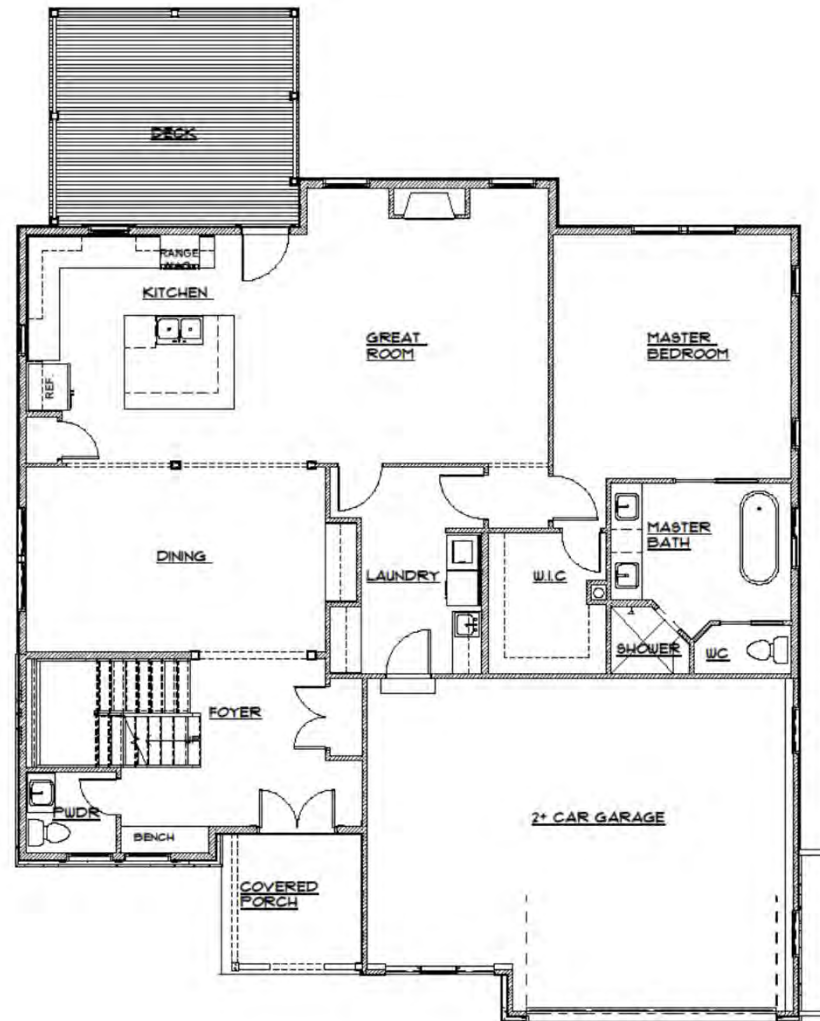 DECK
RANGE
KITCHEN
REF.
GREAT
ROOM
MASTER
BEDROOM
DINING
LAUNDRY
W.I.C
MASTER
BATH
SHOWER
WC
FOYER
PWDR
BENCH
2+ CAR GARAGE
COVERED
PORCH